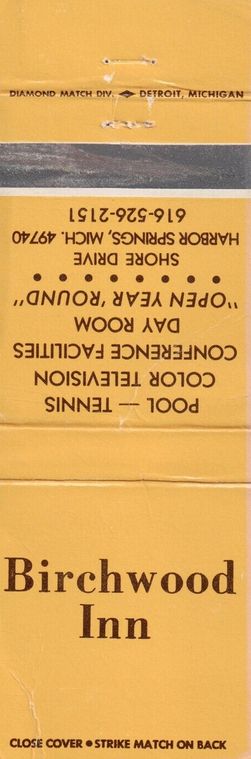 DIAMOND MATCH DIV. DETROIT, MICHIGAN
POOL — TENNIS
COLOR TELEVISION
CONFERENCE FACILITIES
DAY ROOM
"OPEN YEAR 'ROUND"
• • • • • • • •
SHORE DRIVE
HARBOR SPRINGS, MICH. 49740
616-526-2151
Birchwood
Inn
CLOSE COVER • STRIKE MATCH ON BACK